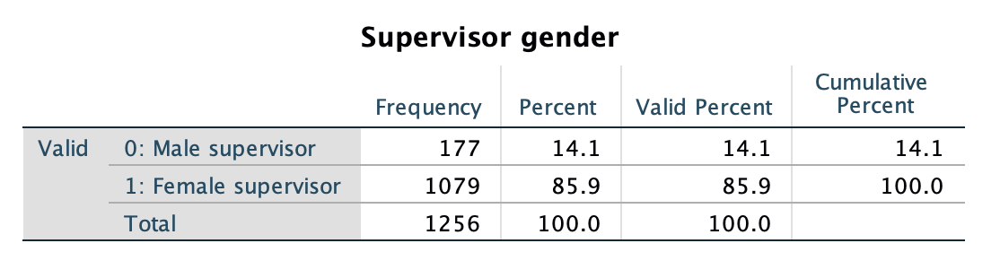 Supervisor gender
Frequency Percent Valid Percent Cumulative Percent
Valid 0: Male supervisor 177 14.1 14.1 14.1
1: Female supervisor 1079 85.9 85.9 100.0
Total 1256 100.0 100.0